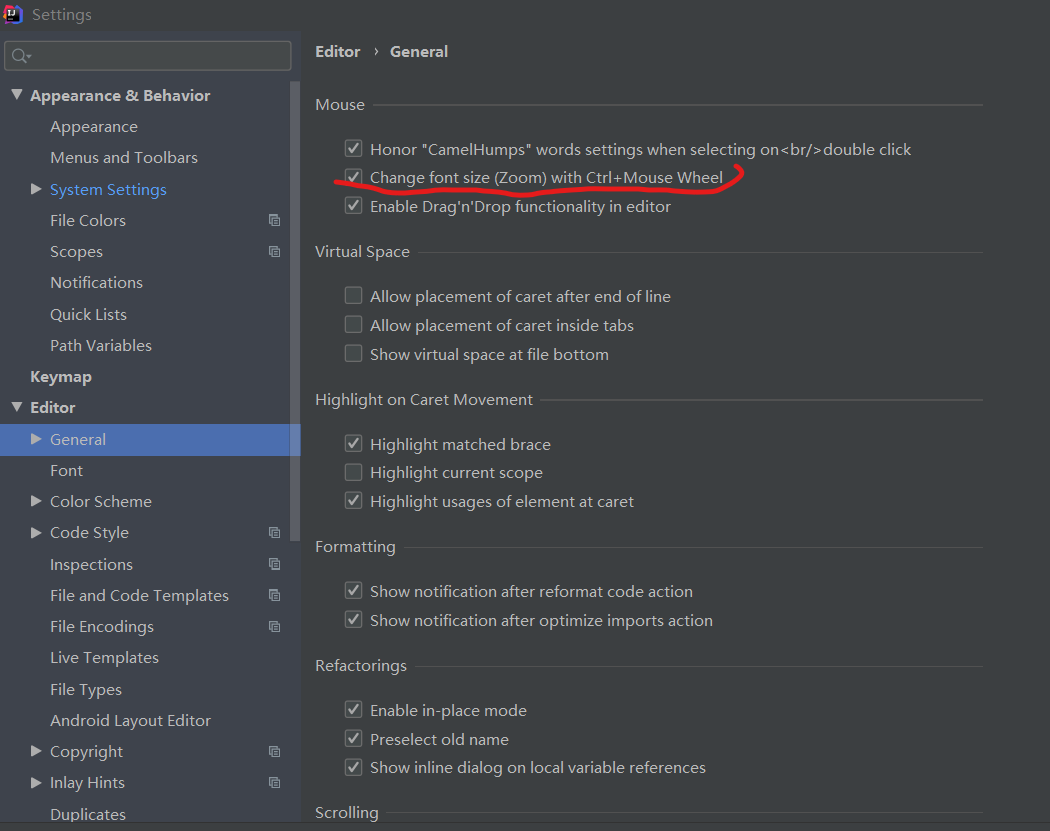 Settings
Appearance & Behavior
Appearance
Menus and Toolbars
System Settings
File Colors
Scopes
Notifications
Quick Lists
Path Variables
Keymap
Editor
General
Font
Color Scheme
Code Style
Inspections
File and Code Templates
File Encodings
Live Templates
File Types
Android Layout Editor
Copyright
Inlay Hints
Duplicates
Editor › General
Mouse
Honor "CamelHumps" words settings when selecting on<br/>double click
Change font size (Zoom) with Ctrl+Mouse Wheel
Enable Drag'n'Drop functionality in editor
Virtual Space
Allow placement of caret after end of line
Allow placement of caret inside tabs
Show virtual space at file bottom
Highlight on Caret Movement
Highlight matched brace
Highlight current scope
Highlight usages of element at caret
Formatting
Show notification after reformat code action
Show notification after optimize imports action
Refactorings
Enable in-place mode
Preselect old name
Show inline dialog on local variable references
Scrolling